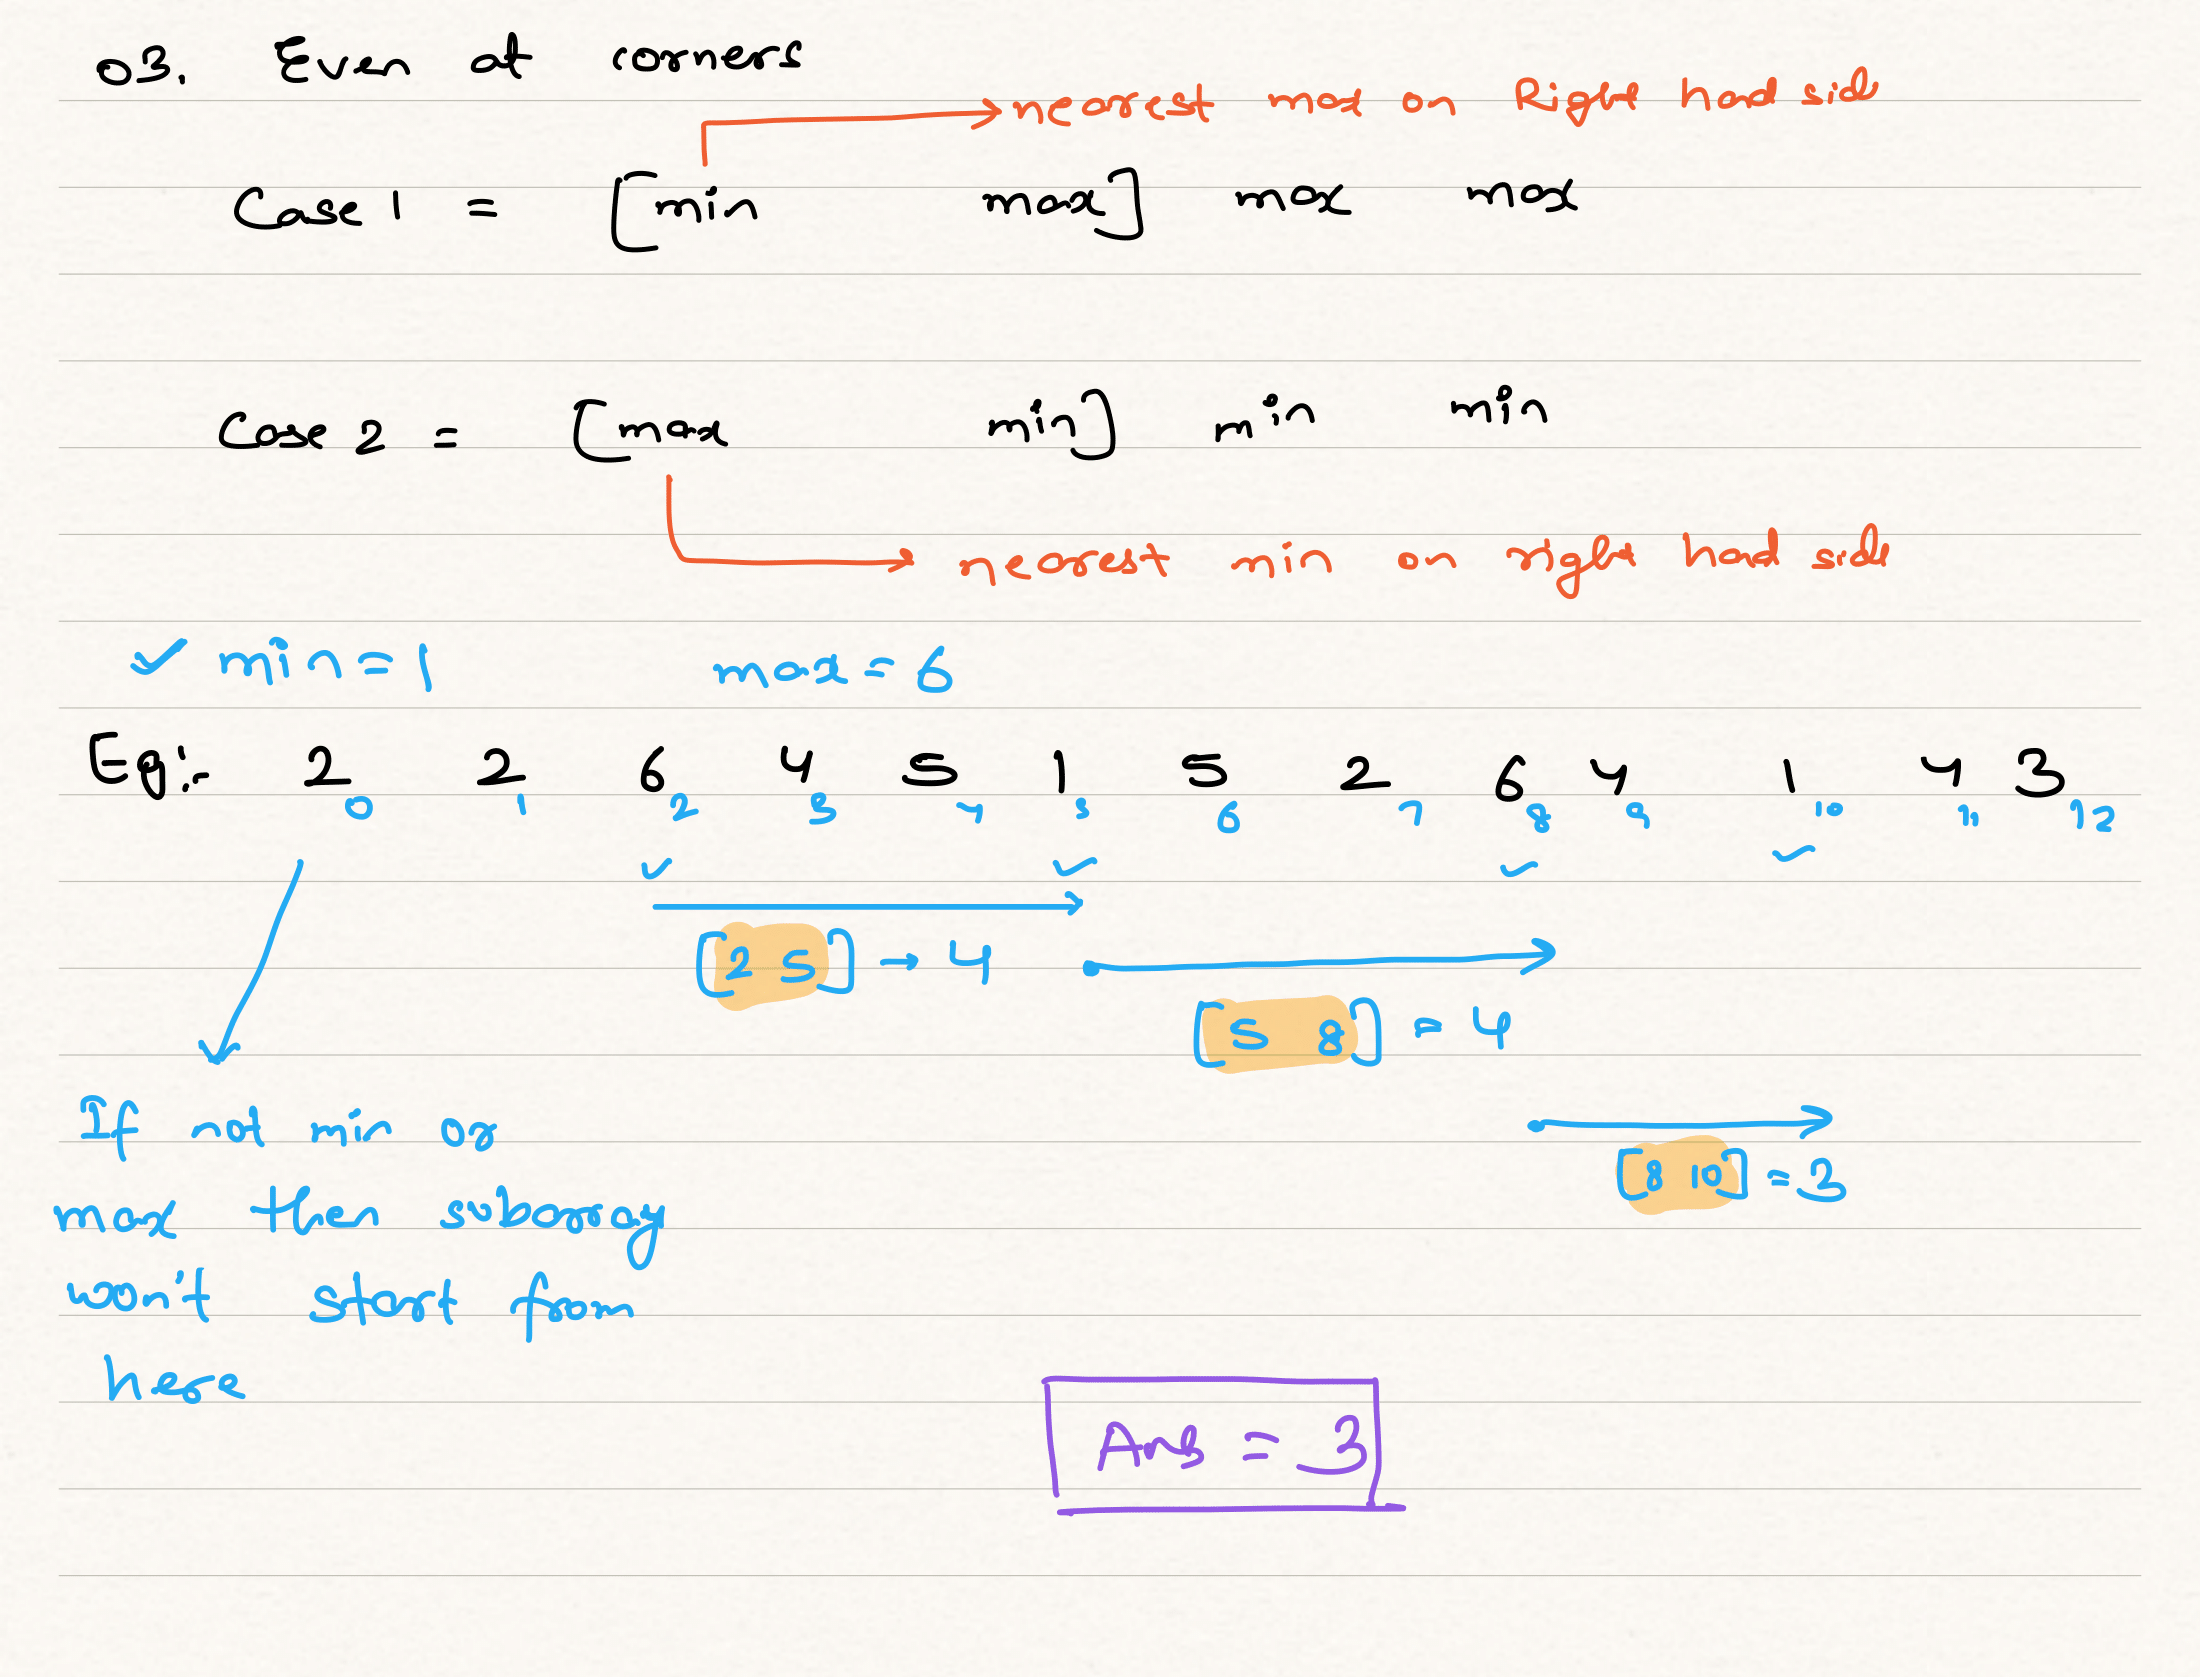 03. Even at corners
nearest max on Right hand side
Case 1 = [min max] max max
Case 2 = [max min] min min
nearest min on right hand side
✓ min = 1 max = 6
Eg:- 2 2 6 4 5 1 5 2 6 4 1 4 3
0 1 2 3 4 5 6 7 8 9 10 11 12
✓ ✓ ✓ ✓
[2 5] → 4
[5 8] = 4
If not min or
[8 10] = 3
max then subarray
won't start from
here
Ans = 3